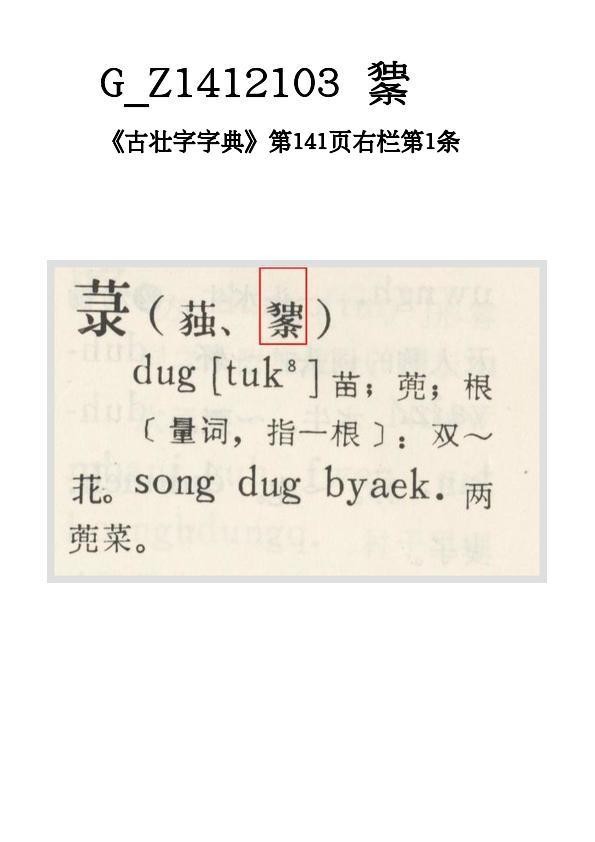 G_Z1412103
《古壮字字典》第141页右栏第1条
菉（、）
dug [tuk⁸] 苗；蔸；根
〔量词，指一根〕：双～
。song dug byaek. 两
蔸菜。